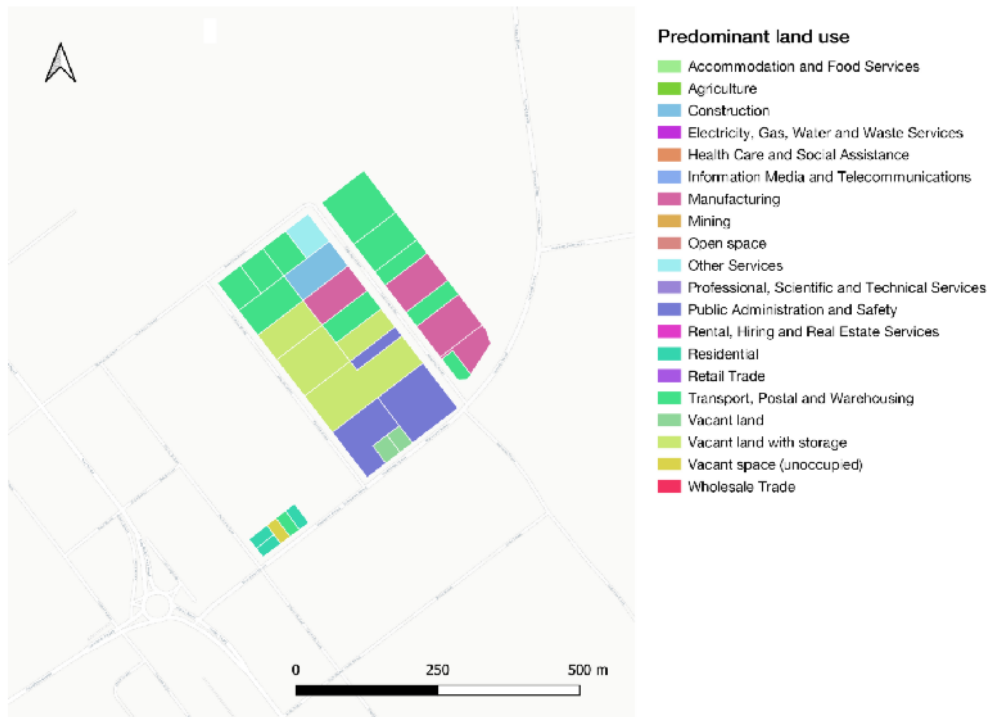 Predominant land use
Accommodation and Food Services
Agriculture
Construction
Electricity, Gas, Water and Waste Services
Health Care and Social Assistance
Information Media and Telecommunications
Manufacturing
Mining
Open space
Other Services
Professional, Scientific and Technical Services
Public Administration and Safety
Rental, Hiring and Real Estate Services
Residential
Retail Trade
Transport, Postal and Warehousing
Vacant land
Vacant land with storage
Vacant space (unoccupied)
Wholesale Trade
0 250 500 m